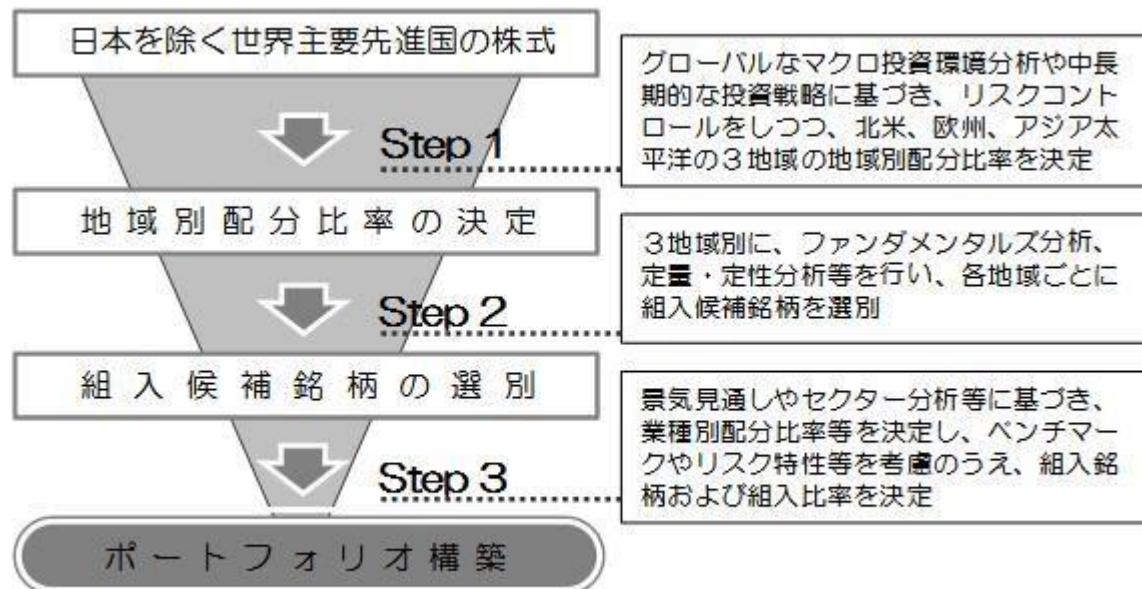 日本を除く世界主要先進国の株式
Step 1
グローバルなマクロ投資環境分析や中長
期的な投資戦略に基づき、リスクコント
ロールをしつつ、北米、欧州、アジア太
平洋の３地域の地域別配分比率を決定
地域別配分比率の決定
Step 2
３地域別に、ファンダメンタルズ分析、
定量・定性分析等を行い、各地域ごとに
組入候補銘柄を選別
組入候補銘柄の選別
Step 3
景気見通しやセクター分析等に基づき、
業種別配分比率等を決定し、ベンチマー
クやリスク特性等を考慮のうえ、組入銘
柄および組入比率を決定
ポートフォリオ構築